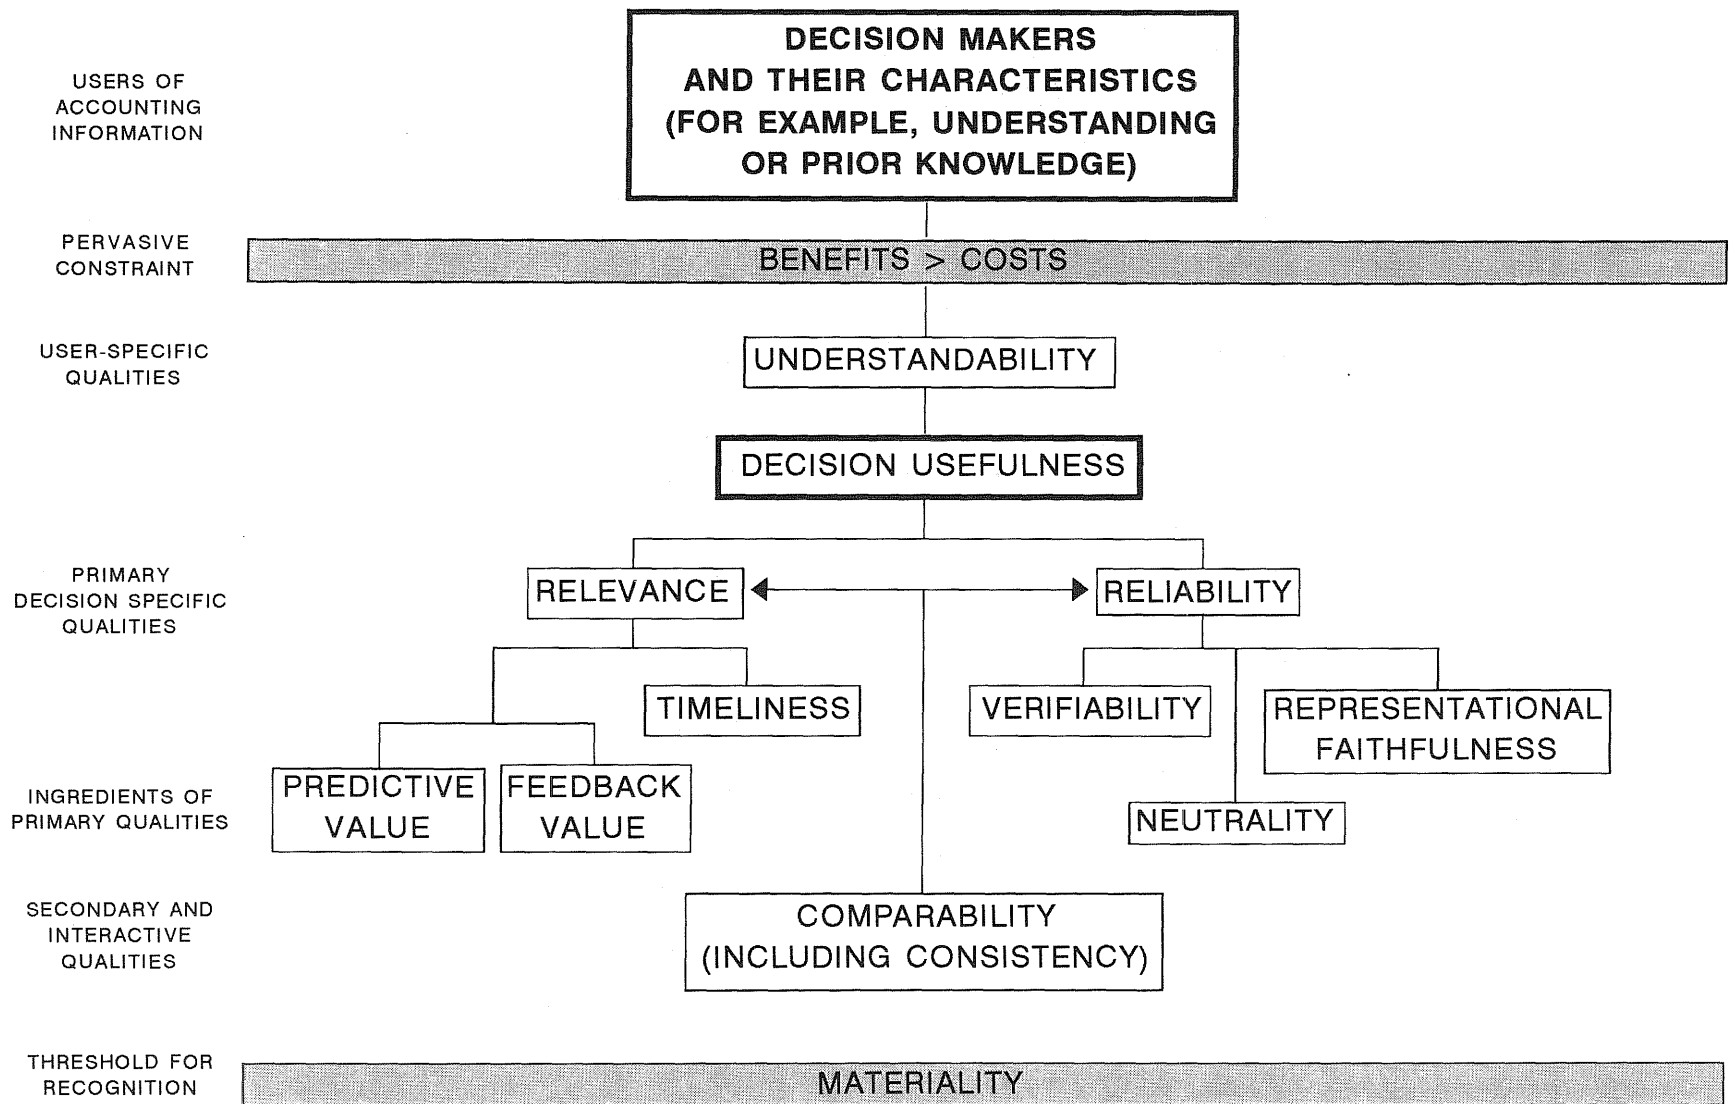 USERS OF
ACCOUNTING
INFORMATION
DECISION MAKERS
AND THEIR CHARACTERISTICS
(FOR EXAMPLE, UNDERSTANDING
OR PRIOR KNOWLEDGE)
PERVASIVE
CONSTRAINT
BENEFITS > COSTS
USER-SPECIFIC
QUALITIES
UNDERSTANDABILITY
DECISION USEFULNESS
PRIMARY
DECISION SPECIFIC
QUALITIES
RELEVANCE
RELIABILITY
TIMELINESS
VERIFIABILITY
REPRESENTATIONAL
FAITHFULNESS
INGREDIENTS OF
PRIMARY QUALITIES
PREDICTIVE
VALUE
FEEDBACK
VALUE
NEUTRALITY
SECONDARY AND
INTERACTIVE
QUALITIES
COMPARABILITY
(INCLUDING CONSISTENCY)
THRESHOLD FOR
RECOGNITION
MATERIALITY